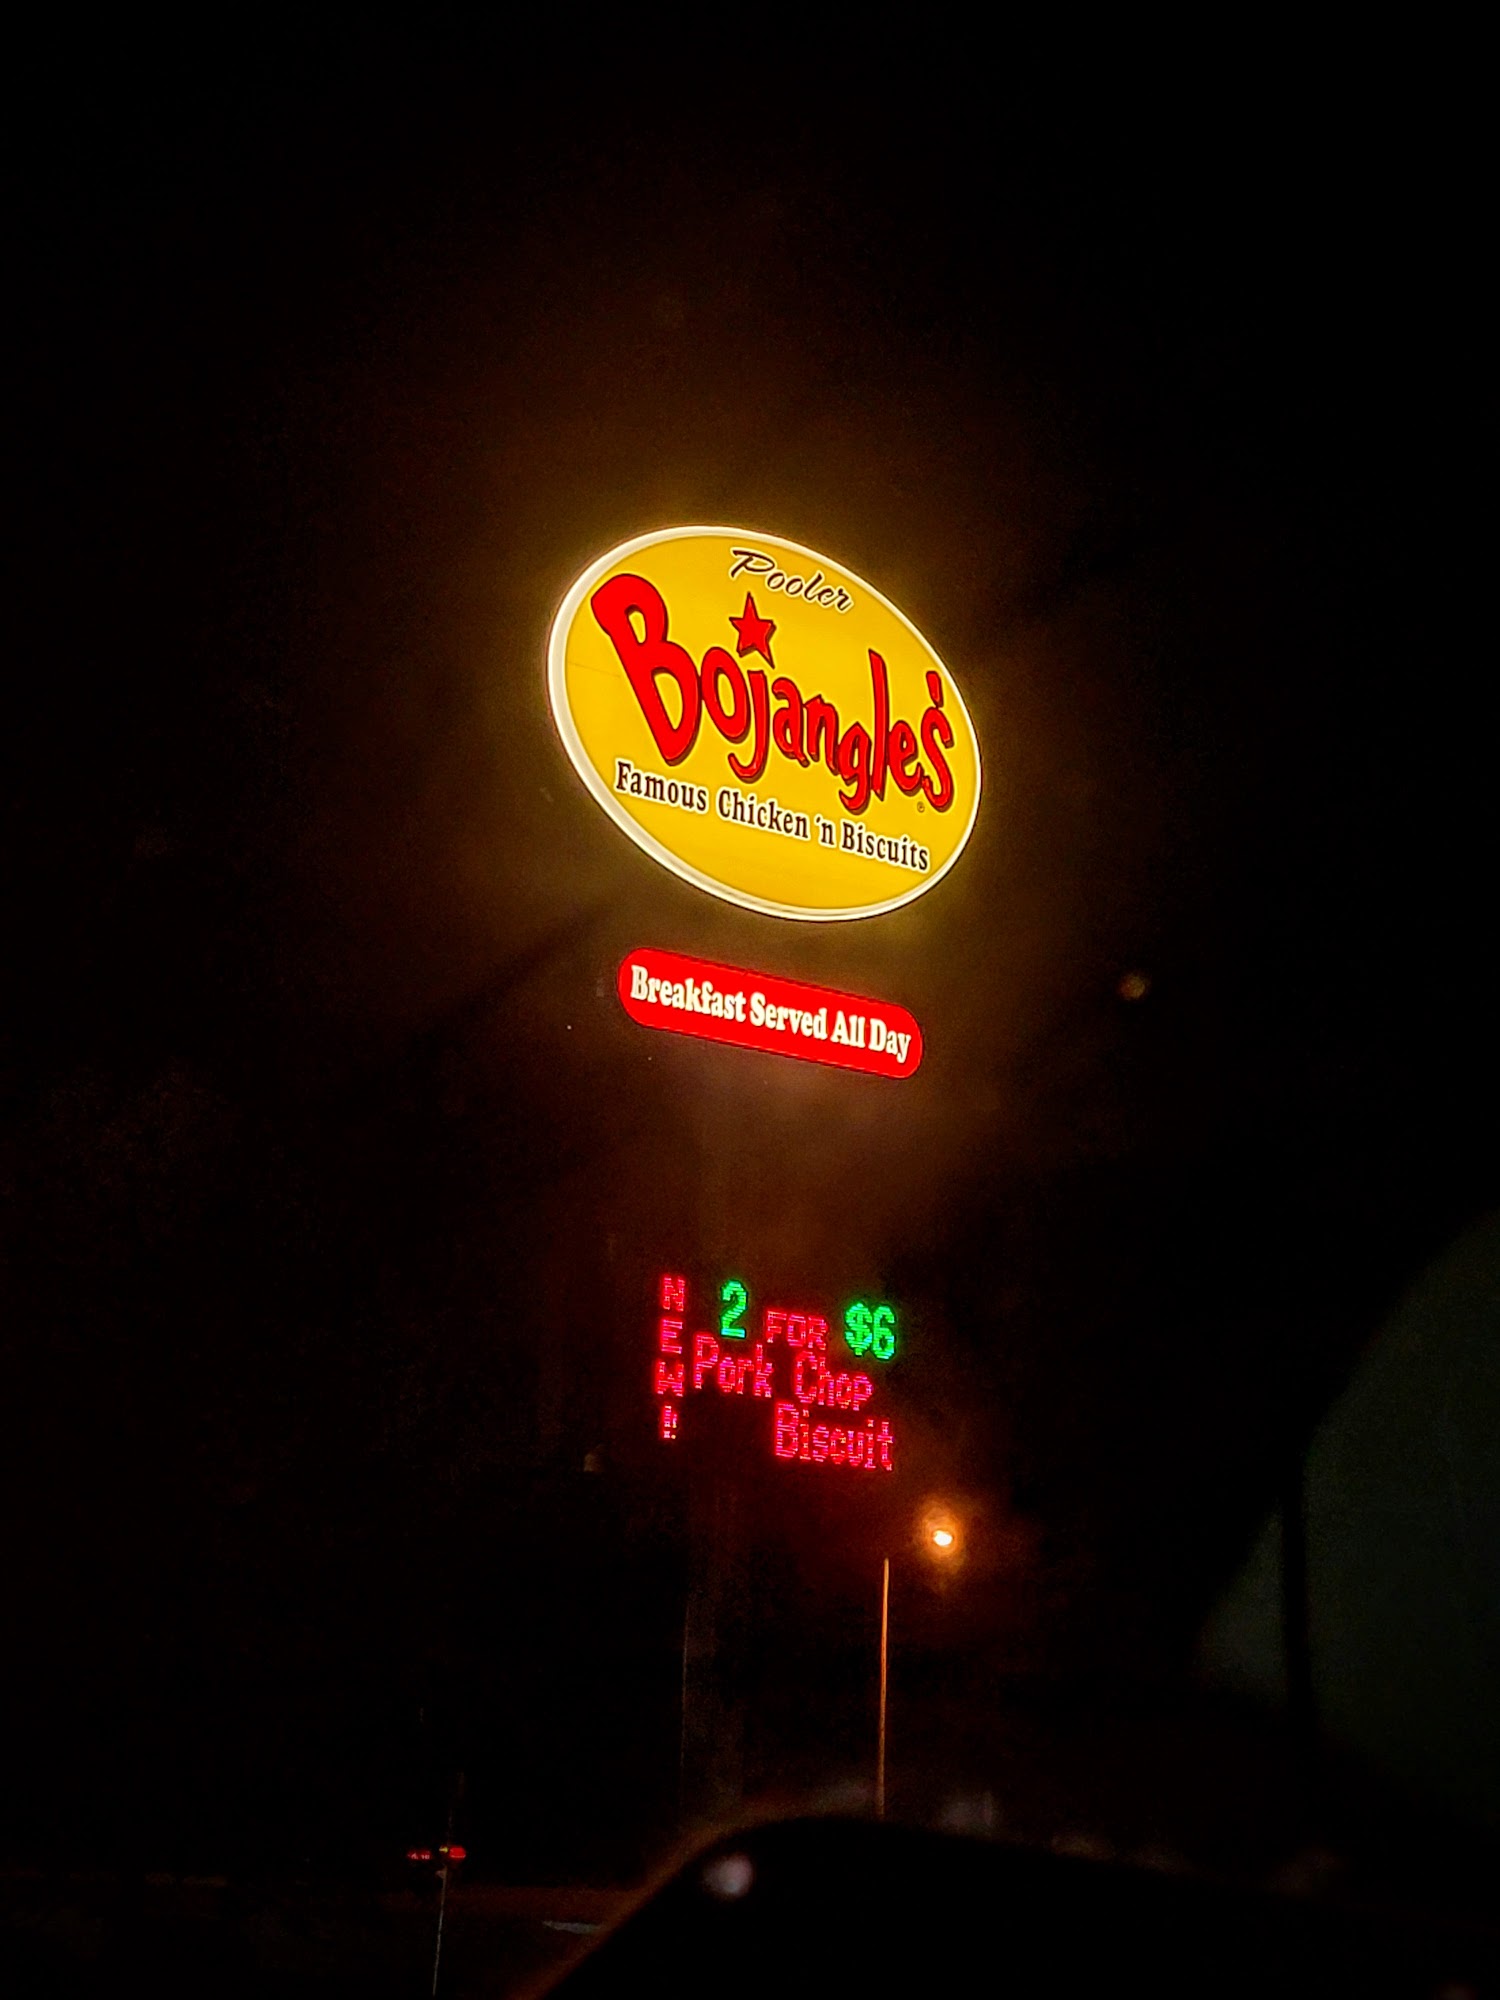 Pooler
Bojangles'
®
Famous Chicken 'n Biscuits
Breakfast Served All Day
NEW!
2 FOR $6
Pork Chop
Biscuit